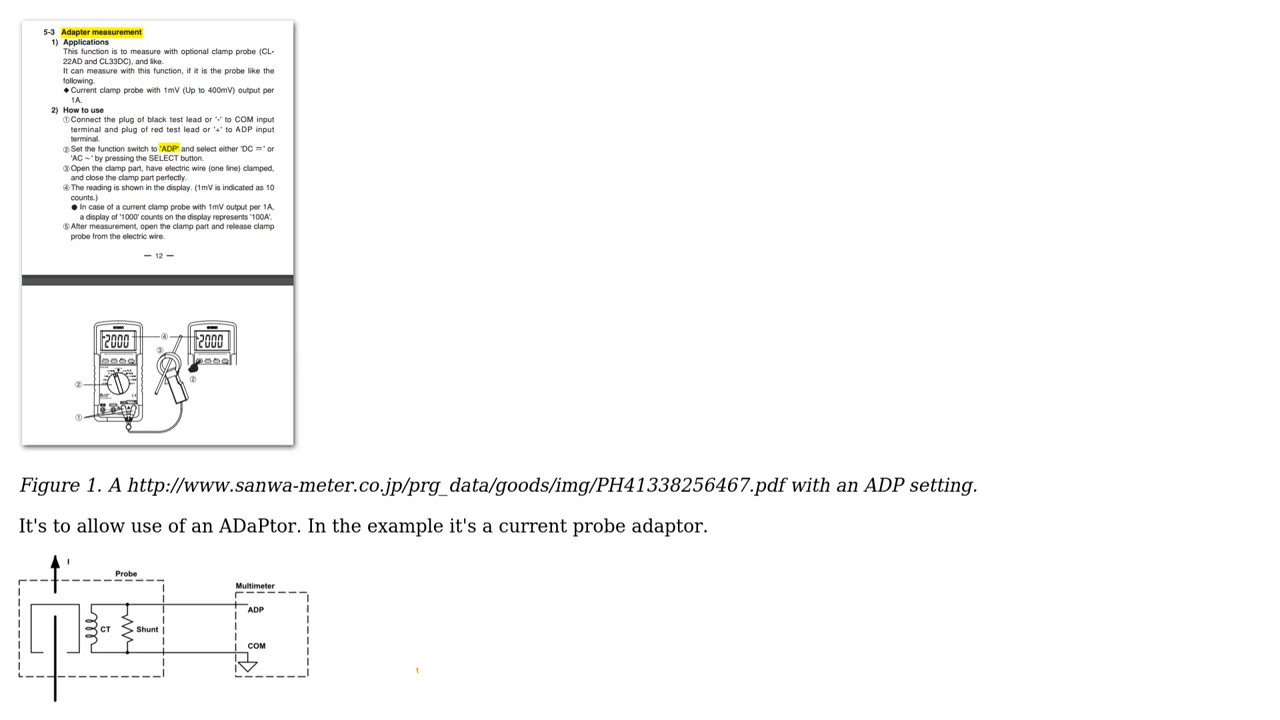 5-3 Adapter measurement
1) Applications
This function is to measure with optional clamp probe (CL-
22AD and CL33DC), and like.
It can measure with this function, if it is the probe like the
following.
◆Current clamp probe with 1mV (Up to 400mV) output per
1A.
2) How to use
①Connect the plug of black test lead or '-' to COM input
terminal and plug of red test lead or '+' to ADP input
terminal.
②Set the function switch to 'ADP' and select either 'DC ⎓' or
'AC ~' by pressing the SELECT button.
③Open the clamp part, have electric wire (one line) clamped,
and close the clamp part perfectly.
④The reading is shown in the display. (1mV is indicated as 10
counts.)
● In case of a current clamp probe with 1mV output per 1A,
a display of '1000' counts on the display represents '100A'.
⑤After measurement, open the clamp part and release clamp
probe from the electric wire.
— 12 —
2000
④
2000
③
②
②
①
Figure 1. A http://www.sanwa-meter.co.jp/prg_data/goods/img/PH41338256467.pdf with an ADP setting.
It's to allow use of an ADaPtor. In the example it's a current probe adaptor.
I
Probe
Multimeter
ADP
CT
Shunt
COM
t